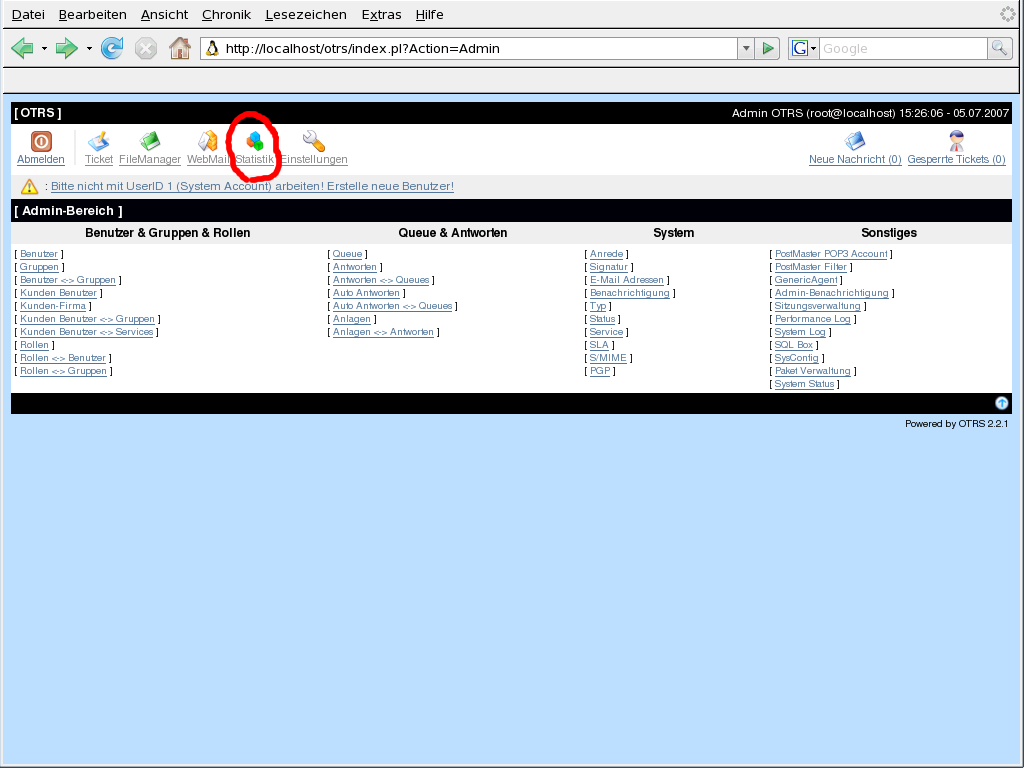 Datei Bearbeiten Ansicht Chronik Lesezeichen Extras Hilfe
http://localhost/otrs/index.pl?Action=Admin G Google
[ OTRS ] Admin OTRS (root@localhost) 15:26:06 - 05.07.2007
Abmelden Ticket FileManager WebMail Statistik Einstellungen Neue Nachricht (0) Gesperrte Tickets (0)
: Bitte nicht mit UserID 1 (System Account) arbeiten! Erstelle neue Benutzer!
[ Admin-Bereich ]
Benutzer & Gruppen & Rollen Queue & Antworten System Sonstiges
[ Benutzer ] [ Queue ] [ Anrede ] [ PostMaster POP3 Account ]
[ Gruppen ] [ Antworten ] [ Signatur ] [ PostMaster Filter ]
[ Benutzer <-> Gruppen ] [ Antworten <-> Queues ] [ E-Mail Adressen ] [ GenericAgent ]
[ Kunden Benutzer ] [ Auto Antworten ] [ Benachrichtigung ] [ Admin-Benachrichtigung ]
[ Kunden-Firma ] [ Auto Antworten <-> Queues ] [ Typ ] [ Sitzungsverwaltung ]
[ Kunden Benutzer <-> Gruppen ] [ Anlagen ] [ Status ] [ Performance Log ]
[ Kunden Benutzer <-> Services ] [ Anlagen <-> Antworten ] [ Service ] [ System Log ]
[ Rollen ] [ SLA ] [ SQL Box ]
[ Rollen <-> Benutzer ] [ S/MIME ] [ SysConfig ]
[ Rollen <-> Gruppen ] [ PGP ] [ Paket Verwaltung ]
[ System Status ]
Powered by OTRS 2.2.1